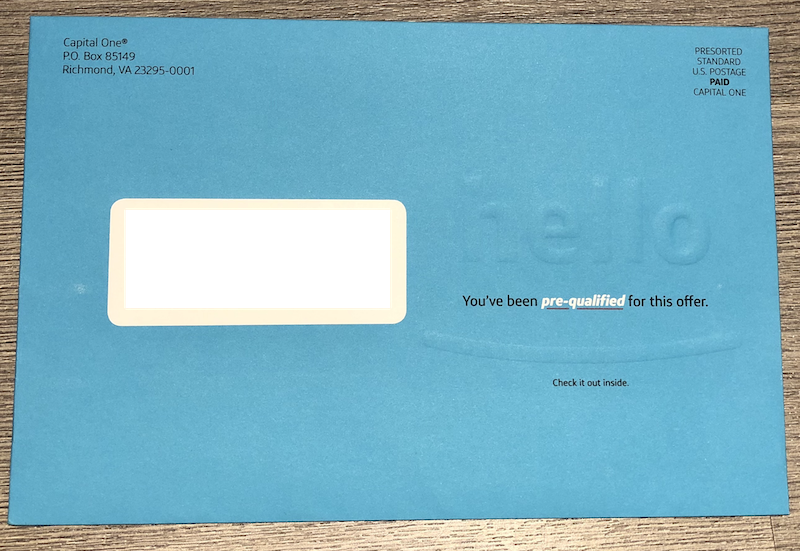 Capital One®
P.O. Box 85149
Richmond, VA 23295-0001
PRESORTED
STANDARD
U.S. POSTAGE
PAID
CAPITAL ONE
hello
You've been pre-qualified for this offer.
Check it out inside.